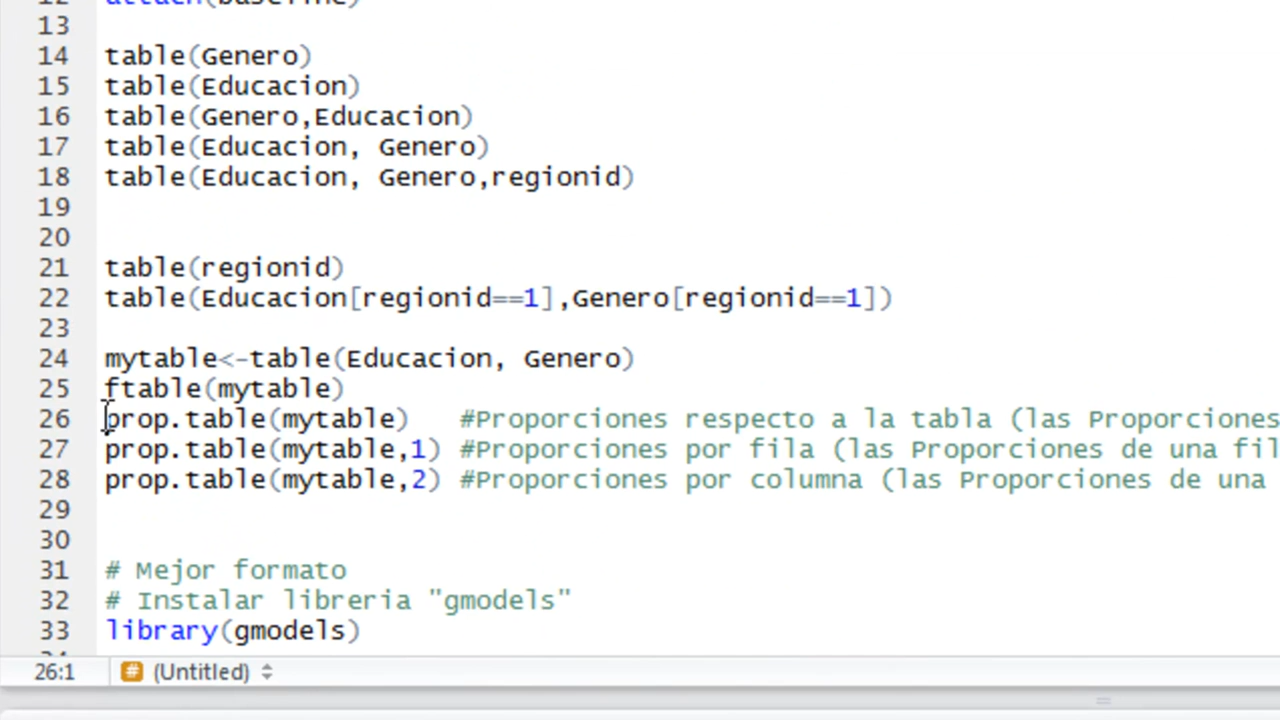 12 attach(baseline)
13
14 table(Genero)
15 table(Educacion)
16 table(Genero,Educacion)
17 table(Educacion, Genero)
18 table(Educacion, Genero,regionid)
19
20
21 table(regionid)
22 table(Educacion[regionid==1],Genero[regionid==1])
23
24 mytable<-table(Educacion, Genero)
25 ftable(mytable)
26 prop.table(mytable)   #Proporciones respecto a la tabla (las Proporciones
27 prop.table(mytable,1) #Proporciones por fila (las Proporciones de una fil
28 prop.table(mytable,2) #Proporciones por columna (las Proporciones de una
29
30
31 # Mejor formato
32 # Instalar libreria "gmodels"
33 library(gmodels)
26:1 # (Untitled)